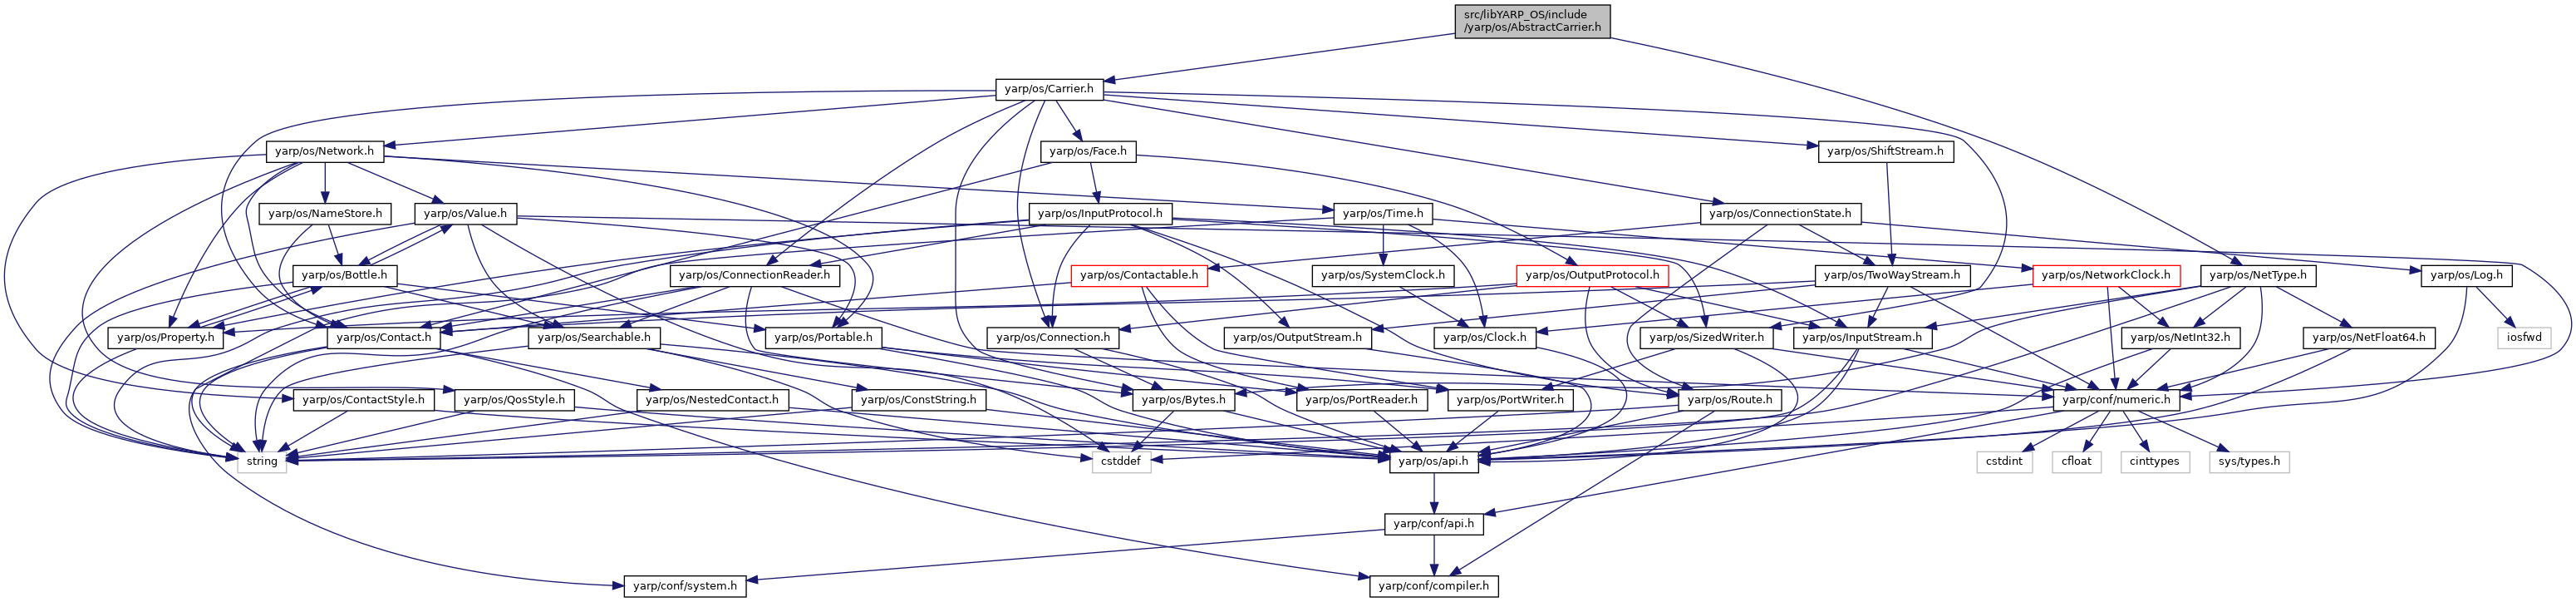 src/libYARP_OS/include
/yarp/os/AbstractCarrier.h
yarp/os/Carrier.h
yarp/os/Network.h
yarp/os/Face.h
yarp/os/ShiftStream.h
yarp/os/NameStore.h
yarp/os/Value.h
yarp/os/InputProtocol.h
yarp/os/Time.h
yarp/os/ConnectionState.h
yarp/os/Bottle.h
yarp/os/ConnectionReader.h
yarp/os/Contactable.h
yarp/os/SystemClock.h
yarp/os/OutputProtocol.h
yarp/os/TwoWayStream.h
yarp/os/NetworkClock.h
yarp/os/NetType.h
yarp/os/Log.h
yarp/os/Property.h
yarp/os/Contact.h
yarp/os/Searchable.h
yarp/os/Portable.h
yarp/os/Connection.h
yarp/os/OutputStream.h
yarp/os/Clock.h
yarp/os/SizedWriter.h
yarp/os/InputStream.h
yarp/os/NetInt32.h
yarp/os/NetFloat64.h
iosfwd
yarp/os/ContactStyle.h
yarp/os/QosStyle.h
yarp/os/NestedContact.h
yarp/os/ConstString.h
yarp/os/Bytes.h
yarp/os/PortReader.h
yarp/os/PortWriter.h
yarp/os/Route.h
yarp/conf/numeric.h
string
cstddef
yarp/os/api.h
cstdint
cfloat
cinttypes
sys/types.h
yarp/conf/api.h
yarp/conf/system.h
yarp/conf/compiler.h